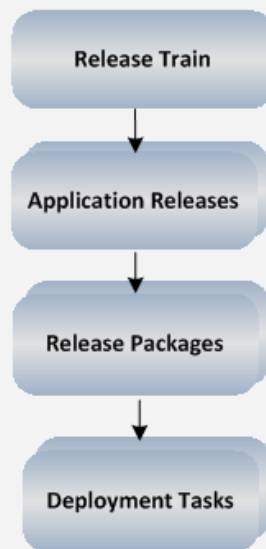 Release Train
Application Releases
Release Packages
Deployment Tasks